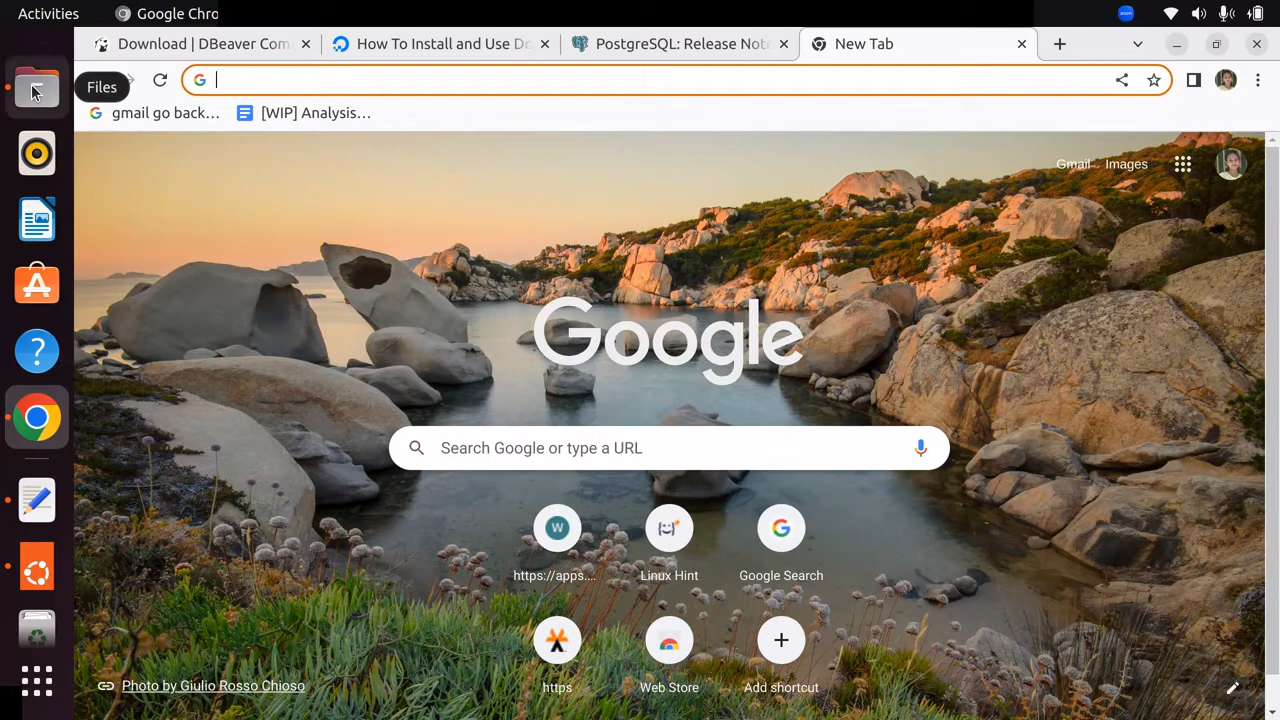 Activities
Google Chro
Download | DBeaver Com
How To Install and Use Do
PostgreSQL: Release Note
New Tab
Files
gmail go back...
[WIP] Analysis...
Gmail
Images
Google
Search Google or type a URL
W
https://apps....
Linux Hint
Google Search
https
Web Store
Add shortcut
Photo by Giulio Rosso Chioso